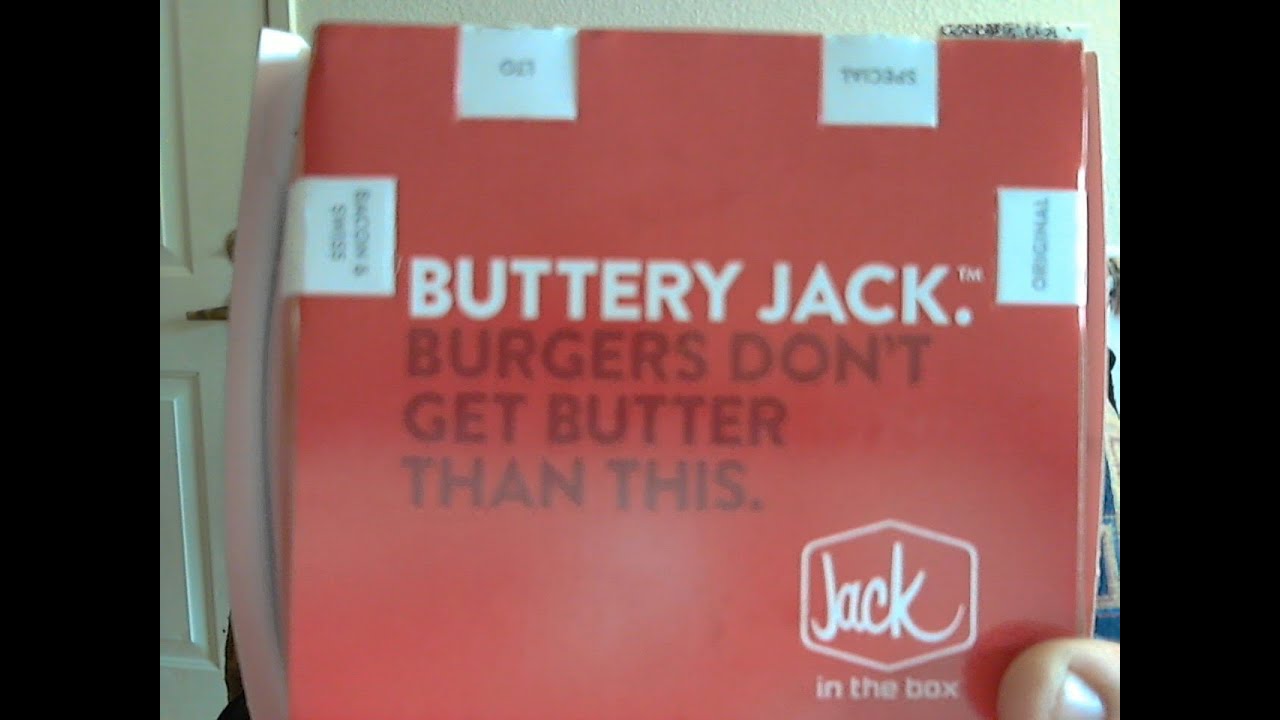 LTO
SPECIAL
BACON &
SWISS
ORIGINAL
BUTTERY JACK.™
BURGERS DON'T
GET BUTTER
THAN THIS.
Jack
in the box